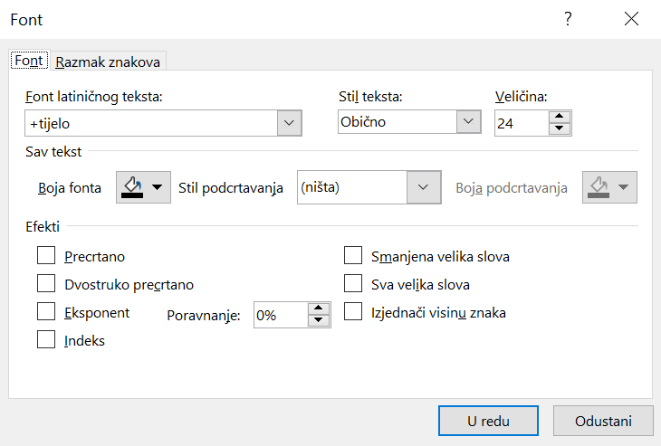 Font
?
Font Razmak znakova
Font latiničnog teksta: Stil teksta: Veličina:
+tijelo Obično 24
Sav tekst
Boja fonta Stil podcrtavanja (ništa) Boja podcrtavanja
Efekti
Precrtano Smanjena velika slova
Dvostruko precrtano Sva velika slova
Eksponent Poravnanje: 0% Izjednači visinu znaka
Indeks
U redu Odustani